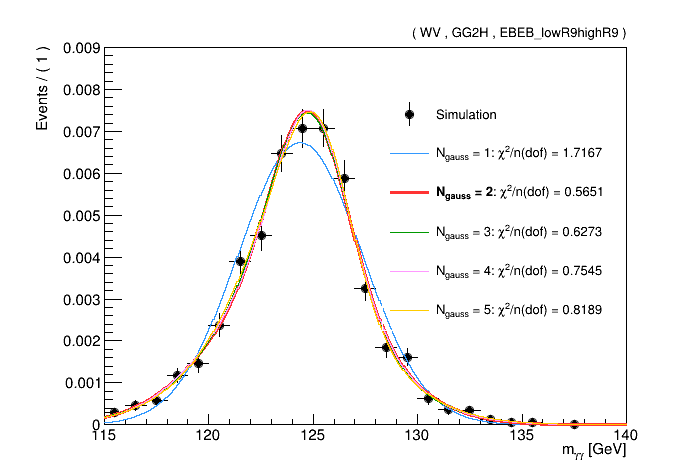 ( WV , GG2H , EBEB_lowR9highR9 )
Events / ( 1 )
0.009
0.008
0.007
0.006
0.005
0.004
0.003
0.002
0.001
0
Simulation
N_gauss = 1: χ²/n(dof) = 1.7167
N_gauss = 2: χ²/n(dof) = 0.5651
N_gauss = 3: χ²/n(dof) = 0.6273
N_gauss = 4: χ²/n(dof) = 0.7545
N_gauss = 5: χ²/n(dof) = 0.8189
115 120 125 130 135 140
m_γγ [GeV]